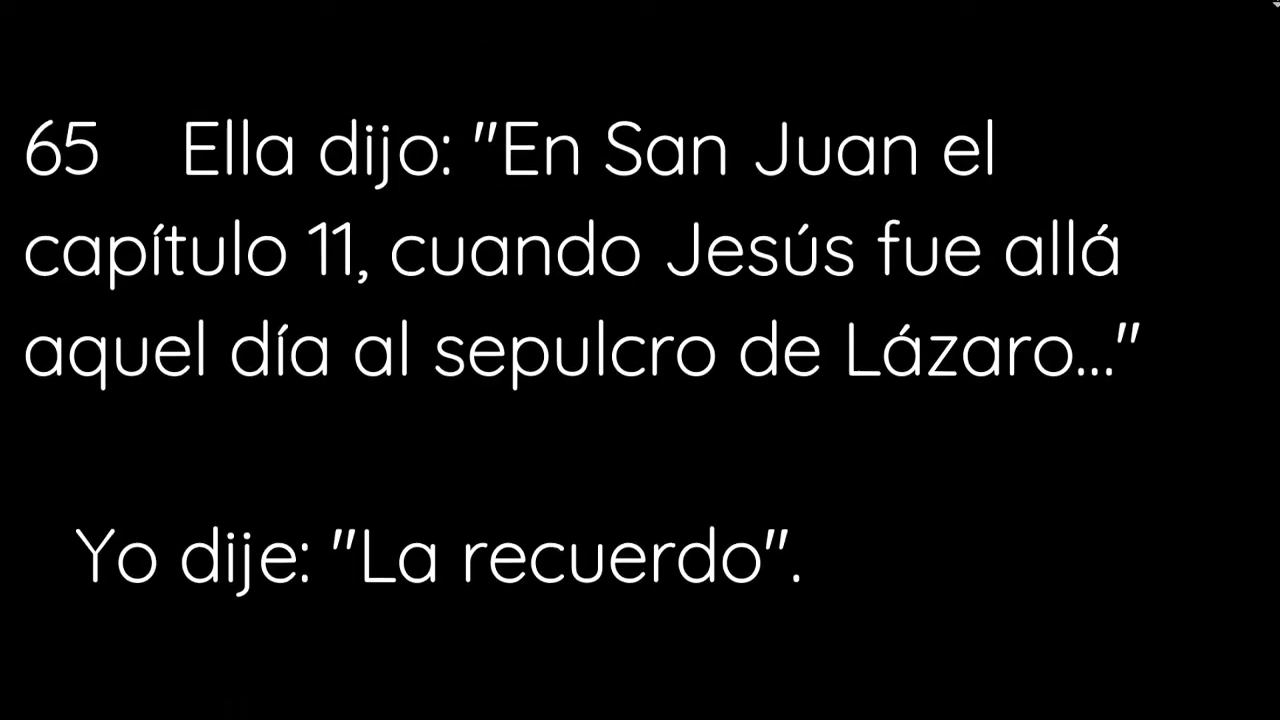 65 Ella dijo: "En San Juan el
capítulo 11, cuando Jesús fue allá
aquel día al sepulcro de Lázaro..."
Yo dije: "La recuerdo".